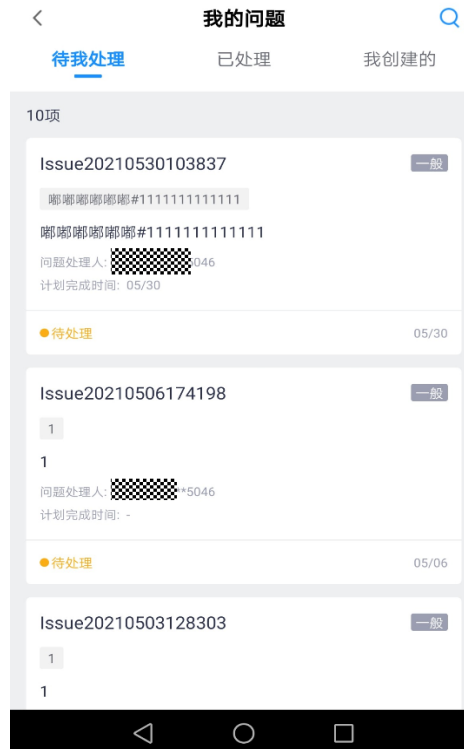 我的问题
待我处理 已处理 我创建的
10项
Issue20210530103837 一般
嘟嘟嘟嘟嘟嘟#1111111111111
嘟嘟嘟嘟嘟嘟#1111111111111
问题处理人: 5046
计划完成时间: 05/30
待处理 05/30
Issue20210506174198 一般
1
1
问题处理人: **5046
计划完成时间: -
待处理 05/06
Issue20210503128303 一般
1
1